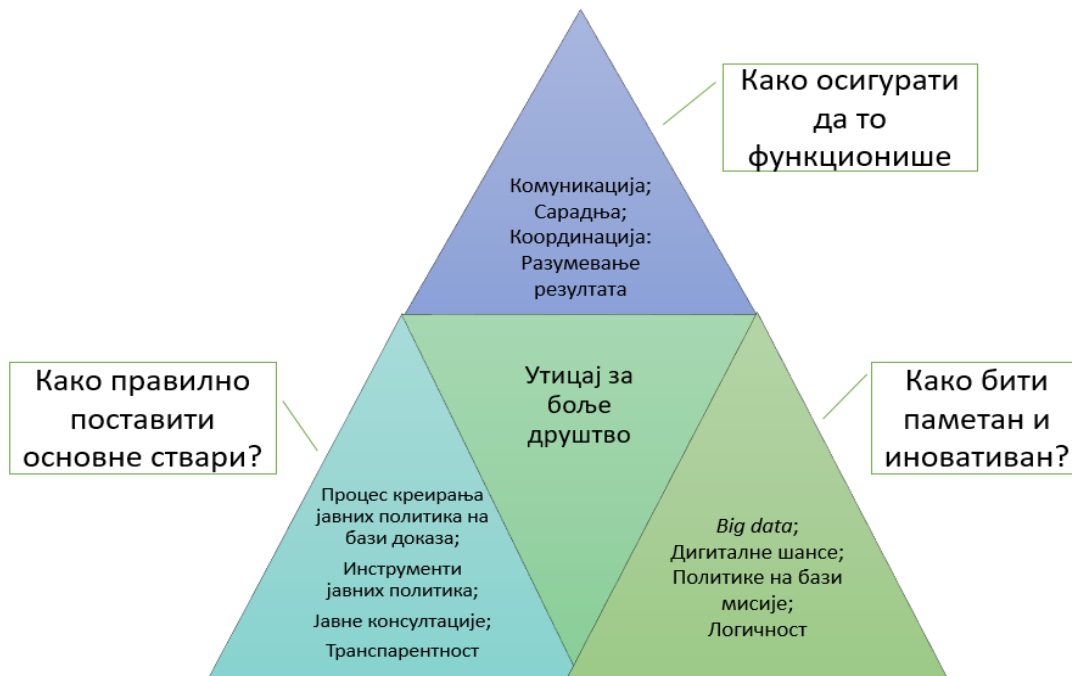 Како осигурати
да то
функционише
Комуникација;
Сарадња;
Координација:
Разумевање
резултата
Како правилно
поставити
основне ствари?
Утицај за
боље
друштво
Како бити
паметан и
иновативан?
Процес креирања
јавних политика на
бази доказа;
Инструменти
јавних политика;
Јавне консултације;
Транспарентност
Big data;
Дигиталне шансе;
Политике на бази
мисије;
Логичност